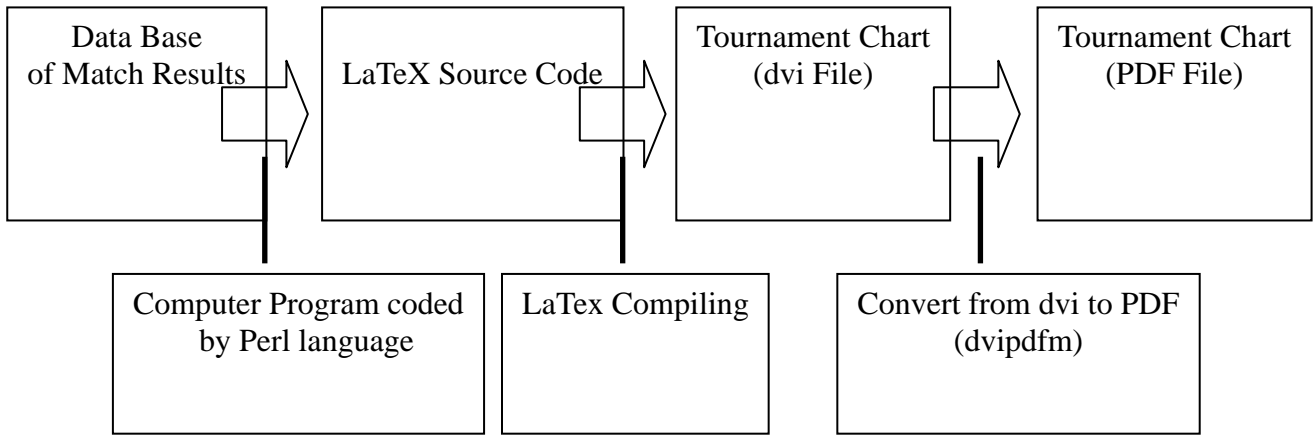 Data Base
of Match Results
LaTeX Source Code
Tournament Chart
(dvi File)
Tournament Chart
(PDF File)
Computer Program coded
by Perl language
LaTex Compiling
Convert from dvi to PDF
(dvipdfm)